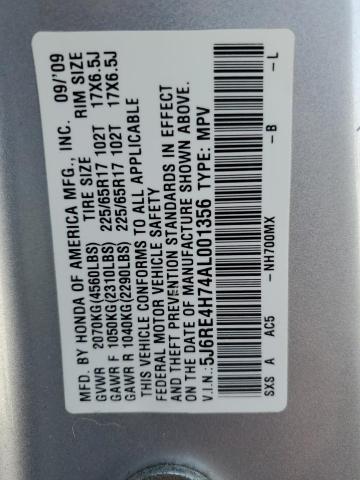 MFD. BY HONDA OF AMERICA MFG., INC. 09/'09
TIRE SIZE RIM SIZE
GVWR 2070KG(4560LBS)
GAWR F 1050KG(2310LBS) 225/65R17 102T 17X6.5J
GAWR R 1040KG(2290LBS) 225/65R17 102T 17X6.5J
THIS VEHICLE CONFORMS TO ALL APPLICABLE
FEDERAL MOTOR VEHICLE SAFETY
AND THEFT PREVENTION STANDARDS IN EFFECT
ON THE DATE OF MANUFACTURE SHOWN ABOVE.
V.I.N.: 5J6RE4H74AL001356 TYPE: MPV
SXS A AC5 -NH700MX -B -L